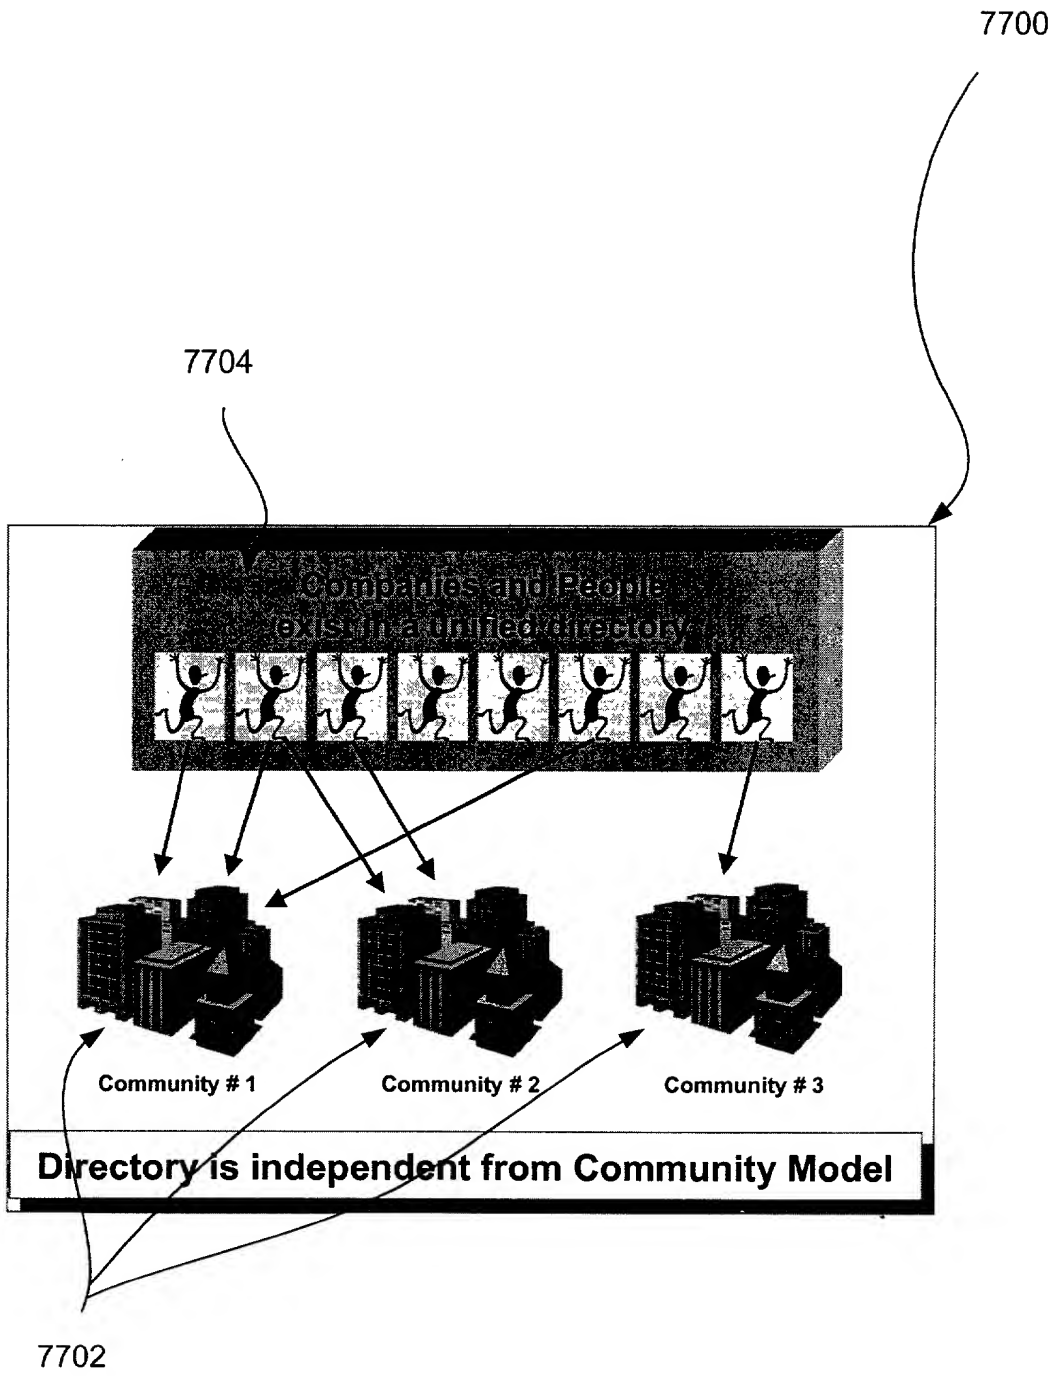 7700
7704
Companies and People
exist in a unified directory
Community # 1
Community # 2
Community # 3
Directory is independent from Community Model
7702